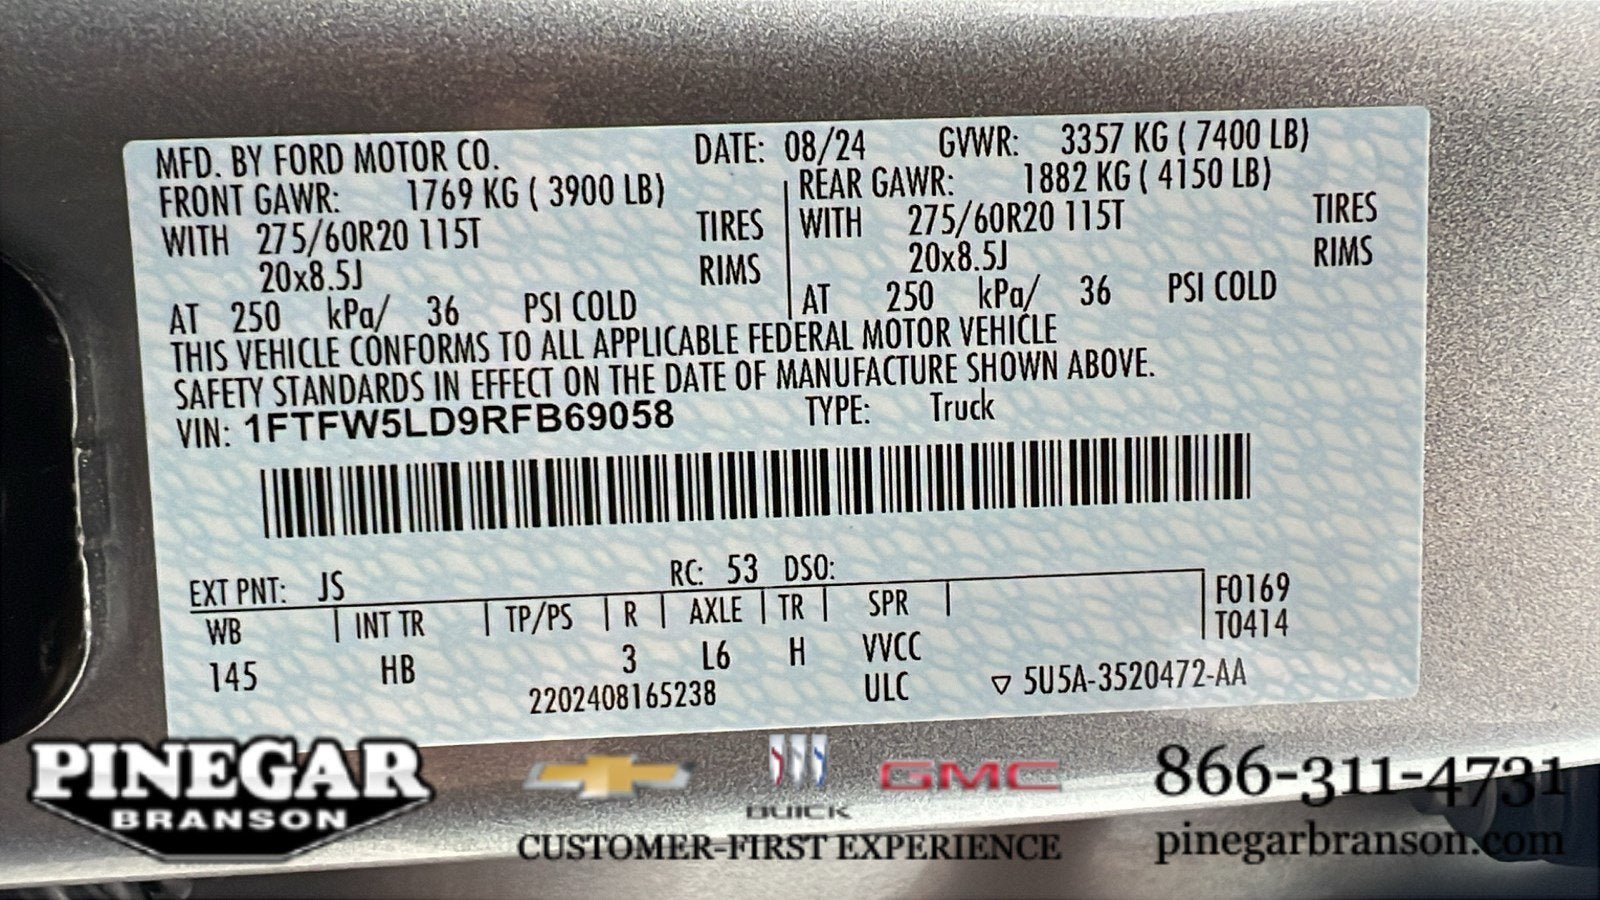 MFD. BY FORD MOTOR CO. DATE: 08/24 GVWR: 3357 KG ( 7400 LB)
FRONT GAWR: 1769 KG ( 3900 LB) REAR GAWR: 1882 KG ( 4150 LB)
WITH 275/60R20 115T TIRES WITH 275/60R20 115T TIRES
20x8.5J RIMS 20x8.5J RIMS
AT 250 kPa/ 36 PSI COLD AT 250 kPa/ 36 PSI COLD
THIS VEHICLE CONFORMS TO ALL APPLICABLE FEDERAL MOTOR VEHICLE
SAFETY STANDARDS IN EFFECT ON THE DATE OF MANUFACTURE SHOWN ABOVE.
VIN: 1FTFW5LD9RFB69058 TYPE: Truck
EXT PNT: JS RC: 53 DSO:
WB INT TR TP/PS R AXLE TR SPR F0169
T0414
145 HB 3 L6 H VVCC
2202408165238 ULC ▽ 5U5A-3520472-AA
PINEGAR
BRANSON
BUICK
GMC
CUSTOMER-FIRST EXPERIENCE
866-311-4731
pinegarbranson.com